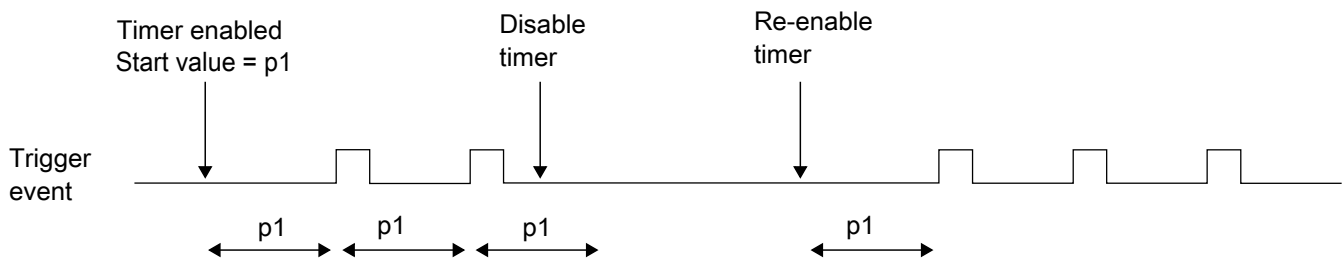 Timer enabled
Start value = p1
Disable
timer
Re-enable
timer
Trigger
event
p1
p1
p1
p1